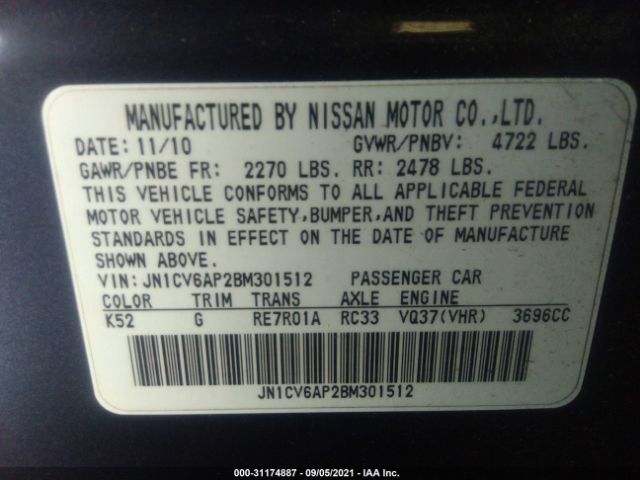 MANUFACTURED BY NISSAN MOTOR CO.,LTD.
DATE: 11/10 GVWR/PNBV: 4722 LBS.
GAWR/PNBE FR: 2270 LBS. RR: 2478 LBS.
THIS VEHICLE CONFORMS TO ALL APPLICABLE FEDERAL
MOTOR VEHICLE SAFETY,BUMPER,AND THEFT PREVENTION
STANDARDS IN EFFECT ON THE DATE OF MANUFACTURE
SHOWN ABOVE.
VIN:JN1CV6AP2BM301512 PASSENGER CAR
COLOR TRIM TRANS AXLE ENGINE
K52 G RE7R01A RC33 VQ37(VHR) 3696CC
JN1CV6AP2BM301512
000-31174887 - 09/05/2021 - IAA Inc.